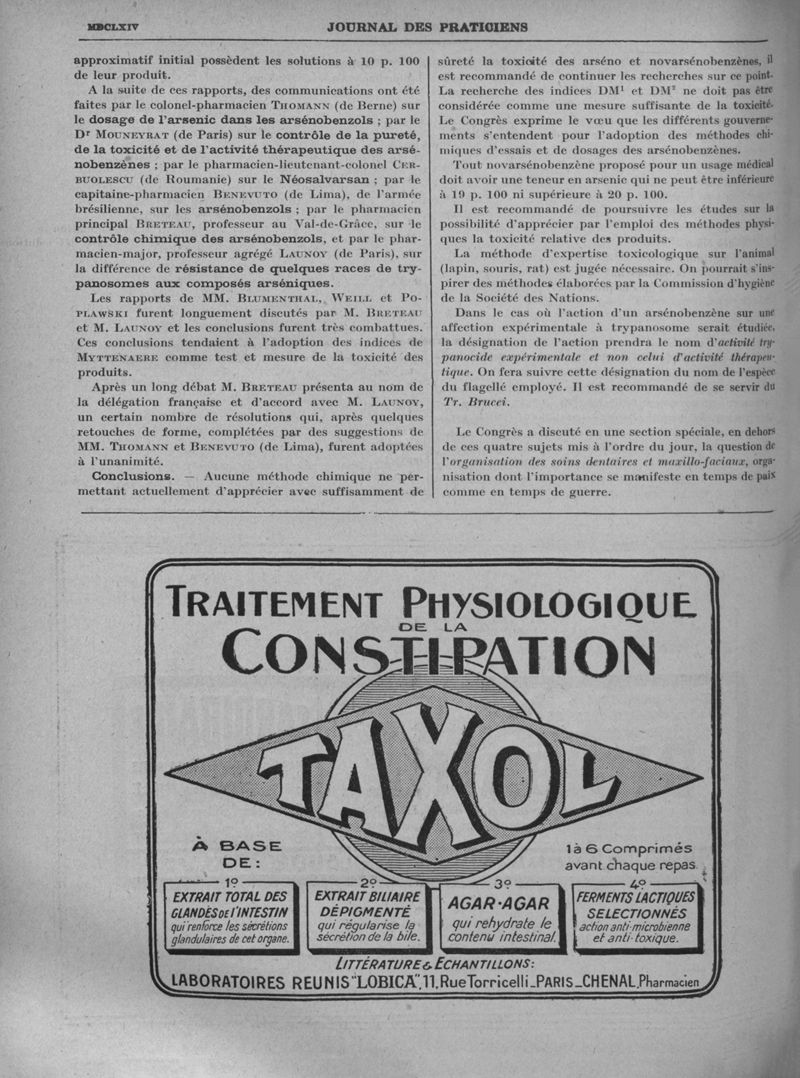 MDCLXIV
JOURNAL DES PRATICIENS
approximatif initial possèdent les solutions à 10 p. 100
de leur produit.
A la suite de ces rapports, des communications ont été
faites par le colonel-pharmacien THOMANN (de Berne) sur
le dosage de l'arsenic dans les arsénobenzols ; par le
Dr MOUNEYRAT (de Paris) sur le contrôle de la pureté,
de la toxicité et de l'activité thérapeutique des arsé-
nobenzènes ; par le pharmacien-lieutenant-colonel CER-
BUOLESCU (de Roumanie) sur le Néosalvarsan ; par le
capitaine-pharmacien BENEVUTO (de Lima), de l'armée
brésilienne, sur les arsénobenzols ; par le pharmacien
principal BRETEAU, professeur au Val-de-Grâce, sur le
contrôle chimique des arsénobenzols, et par le phar-
macien-major, professeur agrégé LAUNOY (de Paris), sur
la différence de résistance de quelques races de try-
panosomes aux composés arséniques.
Les rapports de MM. BLUMENTHAL, WEILL et PO-
PLAWSKI furent longuement discutés par M. BRETEAU
et M. LAUNOY et les conclusions furent très combattues.
Ces conclusions tendaient à l'adoption des indices de
MYTTENAERE comme test et mesure de la toxicité des
produits.
Après un long débat M. BRETEAU présenta au nom de
la délégation française et d'accord avec M. LAUNOY,
un certain nombre de résolutions qui, après quelques
retouches de forme, complétées par des suggestions de
MM. THOMANN et BENEVUTO (de Lima), furent adoptées
à l'unanimité.
Conclusions. — Aucune méthode chimique ne per-
mettant actuellement d'apprécier avec suffisamment de
sûreté la toxicité des arséno et novarsénobenzènes, il
est recommandé de continuer les recherches sur ce point.
La recherche des indices DM¹ et DM² ne doit pas être
considérée comme une mesure suffisante de la toxicité.
Le Congrès exprime le vœu que les différents gouverne-
ments s'entendent pour l'adoption des méthodes chi-
miques d'essais et de dosages des arsénobenzènes.
Tout novarsénobenzène proposé pour un usage médical
doit avoir une teneur en arsenic qui ne peut être inférieure
à 19 p. 100 ni supérieure à 20 p. 100.
Il est recommandé de poursuivre les études sur la
possibilité d'apprécier par l'emploi des méthodes physi-
ques la toxicité relative des produits.
La méthode d'expertise toxicologique sur l'animal
(lapin, souris, rat) est jugée nécessaire. On pourrait s'ins-
pirer des méthodes élaborées par la Commission d'hygiène
de la Société des Nations.
Dans le cas où l'action d'un arsénobenzène sur une
affection expérimentale à trypanosome serait étudiée,
la désignation de l'action prendra le nom d'activité try-
panocide expérimentale et non celui d'activité thérapeu-
tique. On fera suivre cette désignation du nom de l'espèce
du flagellé employé. Il est recommandé de se servir du
Tr. Brucei.
Le Congrès a discuté en une section spéciale, en dehors
de ces quatre sujets mis à l'ordre du jour, la question de
l'organisation des soins dentaires et maxillo-faciaux, orga-
nisation dont l'importance se manifeste en temps de paix
comme en temps de guerre.
TRAITEMENT PHYSIOLOGIQUE
DE LA
CONSTIPATION
TAXOL
À BASE
DE :
1 à 6 Comprimés
avant chaque repas.
1º
EXTRAIT TOTAL DES
GLANDES DE L'INTESTIN
qui renforce les sécrétions
glandulaires de cet organe.
2º
EXTRAIT BILIAIRE
DÉPIGMENTÉ
qui régularise la
sécrétion de la bile.
3º
AGAR-AGAR
qui rehydrate le
contenu intestinal.
4º
FERMENTS LACTIQUES
SELECTIONNÉS
action anti-microbienne
et anti-toxique.
LITTÉRATURE & ECHANTILLONS:
LABORATOIRES REUNIS "LOBICA", 11, Rue Torricelli_PARIS_CHENAL, Pharmacien